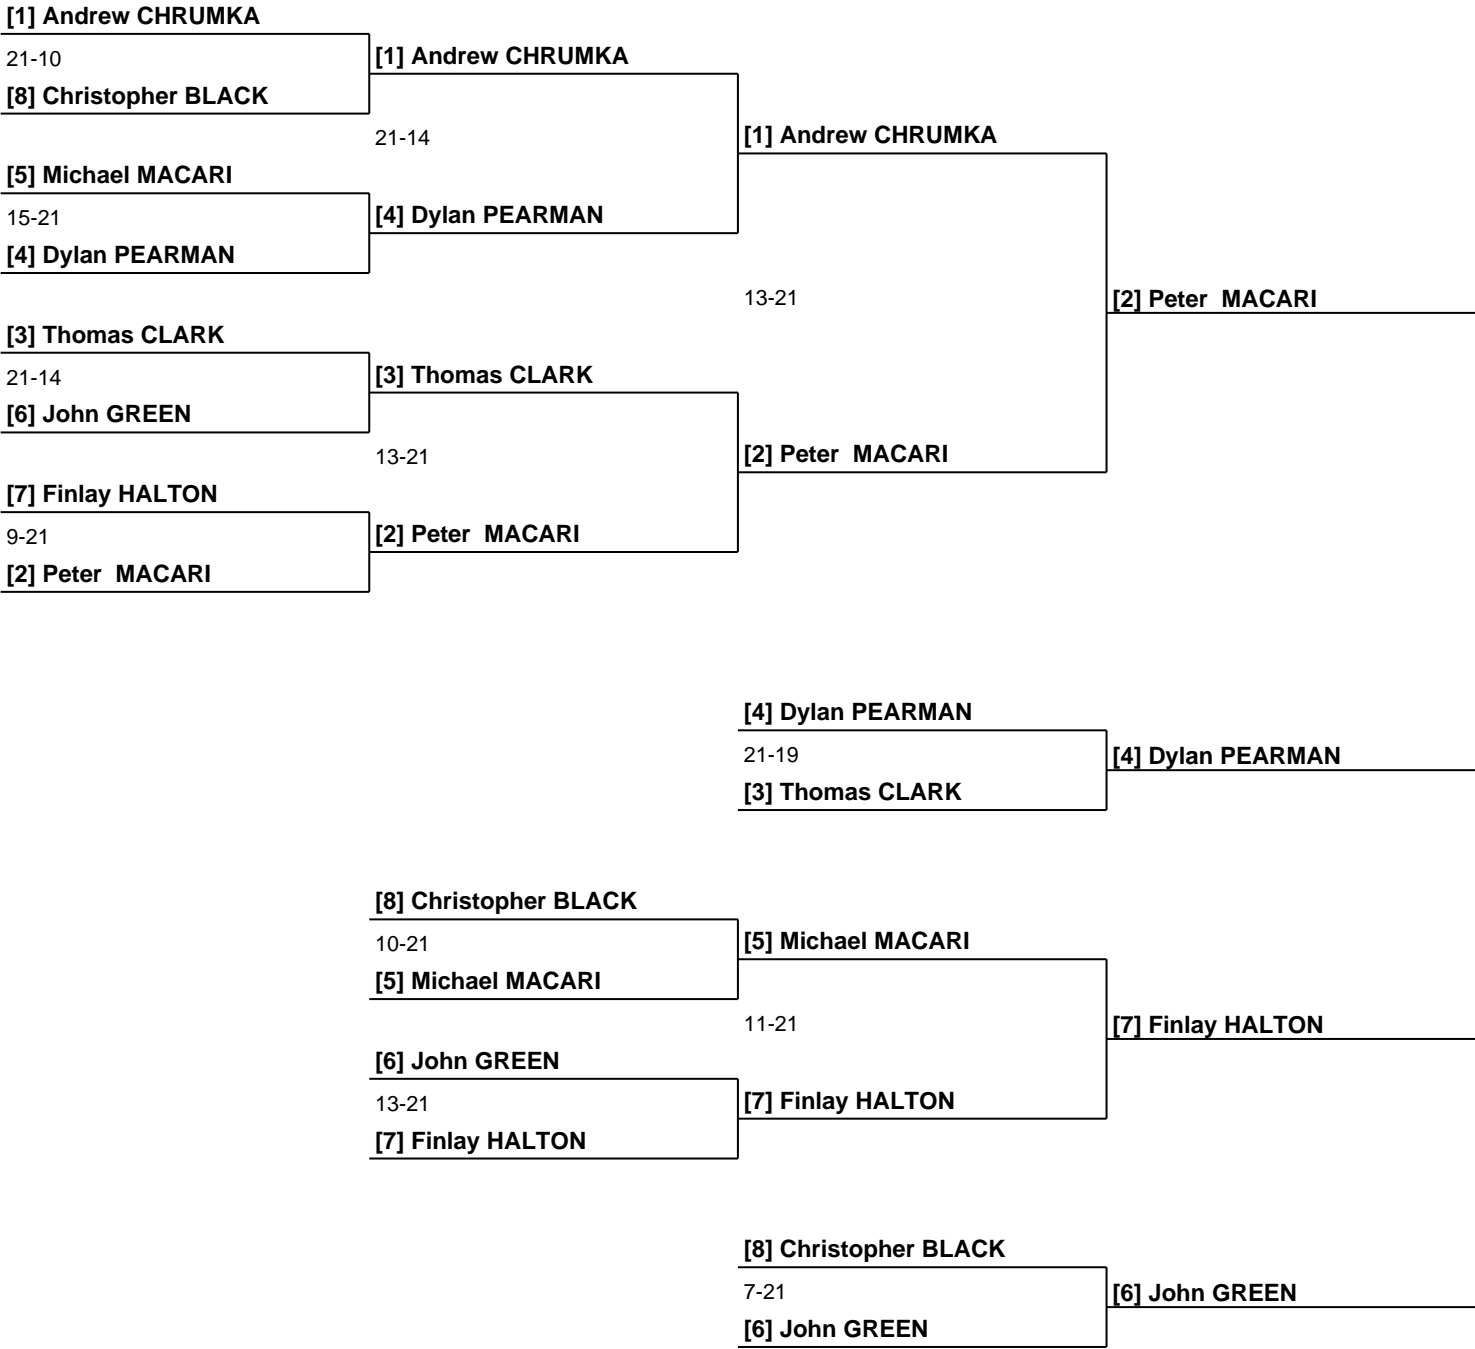 [1] Andrew CHRUMKA
21-10
[8] Christopher BLACK
[1] Andrew CHRUMKA
21-14
[5] Michael MACARI
15-21
[4] Dylan PEARMAN
[4] Dylan PEARMAN
[1] Andrew CHRUMKA
13-21
[2] Peter  MACARI
[3] Thomas CLARK
21-14
[6] John GREEN
[3] Thomas CLARK
13-21
[7] Finlay HALTON
9-21
[2] Peter  MACARI
[2] Peter  MACARI
[2] Peter  MACARI
[4] Dylan PEARMAN
21-19
[3] Thomas CLARK
[4] Dylan PEARMAN
[8] Christopher BLACK
10-21
[5] Michael MACARI
[5] Michael MACARI
11-21
[7] Finlay HALTON
[6] John GREEN
13-21
[7] Finlay HALTON
[7] Finlay HALTON
[8] Christopher BLACK
7-21
[6] John GREEN
[6] John GREEN